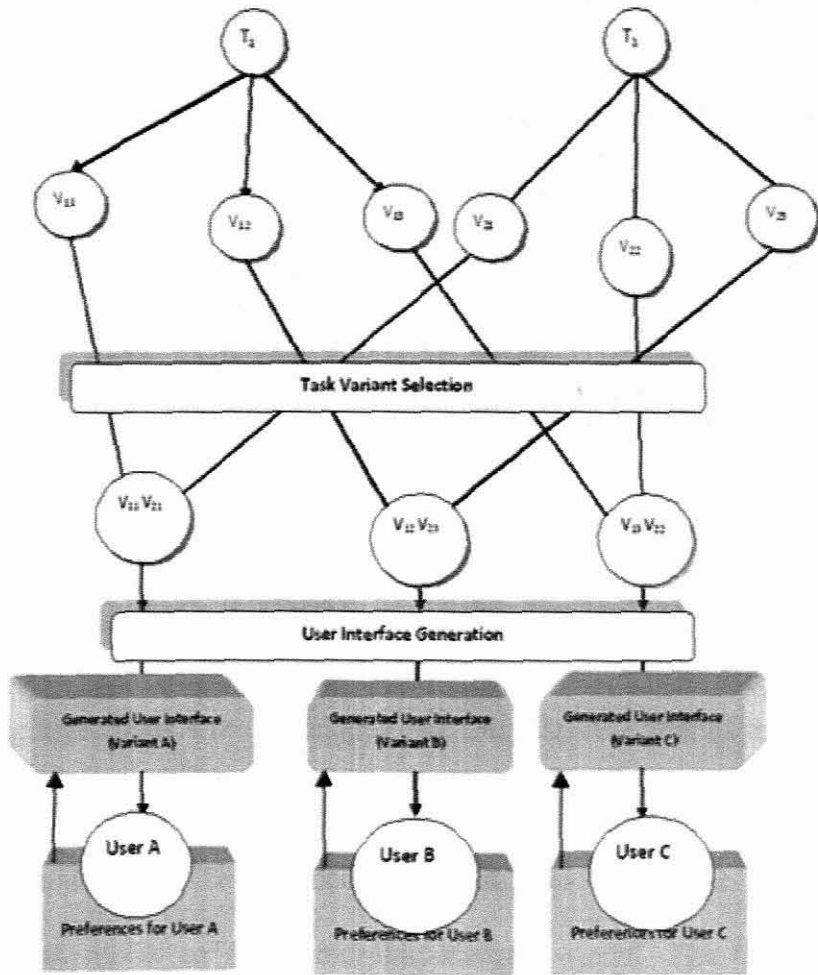 T₁ T₂
V₁₁ V₁₂ V₁₃ V₂₁ V₂₂ V₂₃
Task Variant Selection
V₁₁ V₂₁ V₁₂ V₂₃ V₁₃ V₂₂
User Interface Generation
Generated User Interface
(Variant A)
Generated User Interface
(Variant B)
Generated User Interface
(Variant C)
User A
User B
User C
Preferences for User A
Preferences for User B
Preferences for User C